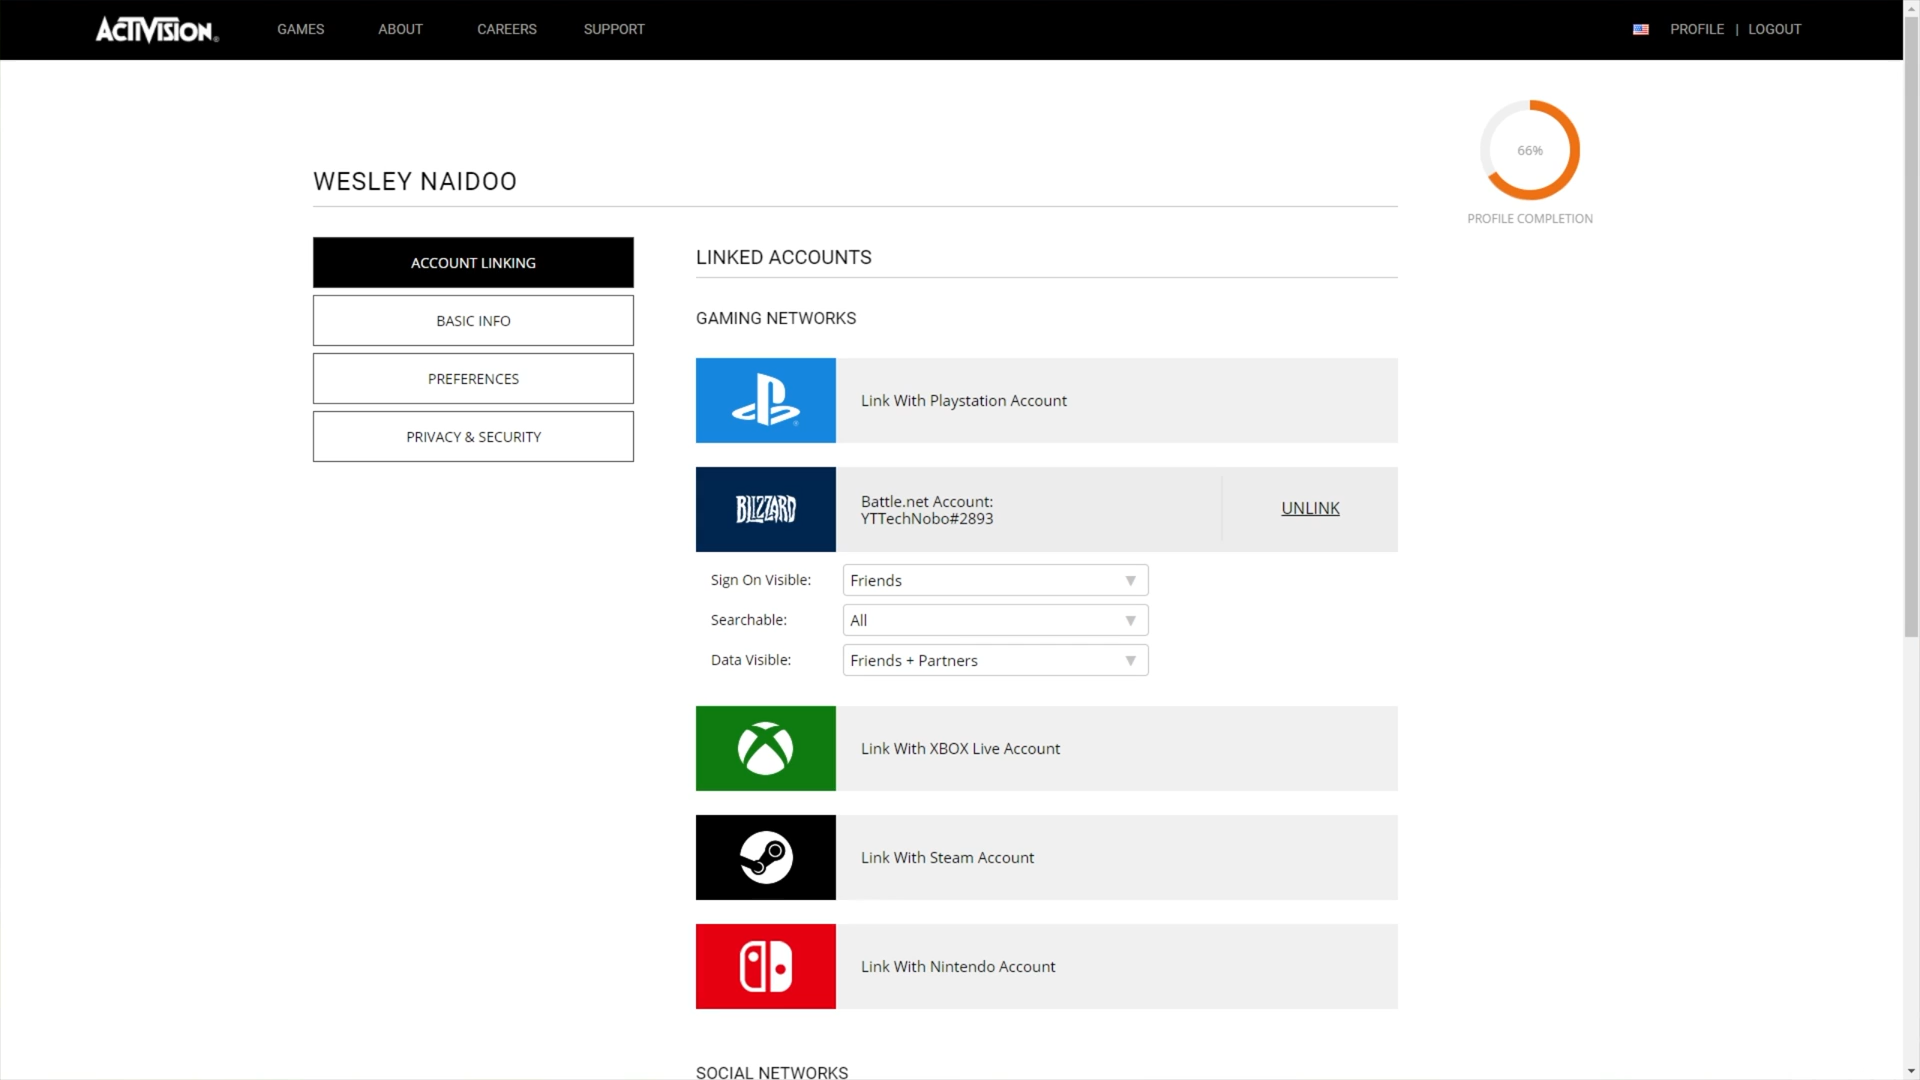 ACTIVISION
GAMES
ABOUT
CAREERS
SUPPORT
PROFILE | LOGOUT
66%
PROFILE COMPLETION
WESLEY NAIDOO
ACCOUNT LINKING
BASIC INFO
PREFERENCES
PRIVACY & SECURITY
LINKED ACCOUNTS
GAMING NETWORKS
Link With Playstation Account
BLIZZARD
Battle.net Account:
YTTechNobo#2893
UNLINK
Sign On Visible: Friends
Searchable: All
Data Visible: Friends + Partners
Link With XBOX Live Account
Link With Steam Account
Link With Nintendo Account
SOCIAL NETWORKS